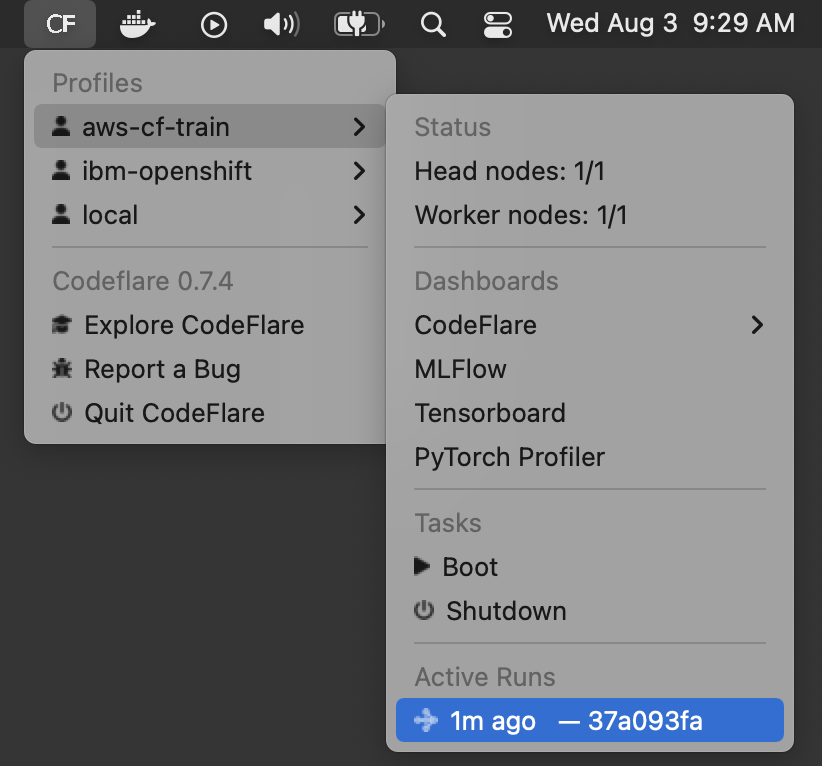 CF
Wed Aug 3 9:29 AM
Profiles
aws-cf-train
ibm-openshift
local
Codeflare 0.7.4
Explore CodeFlare
Report a Bug
Quit CodeFlare
Status
Head nodes: 1/1
Worker nodes: 1/1
Dashboards
CodeFlare
MLFlow
Tensorboard
PyTorch Profiler
Tasks
Boot
Shutdown
Active Runs
1m ago — 37a093fa